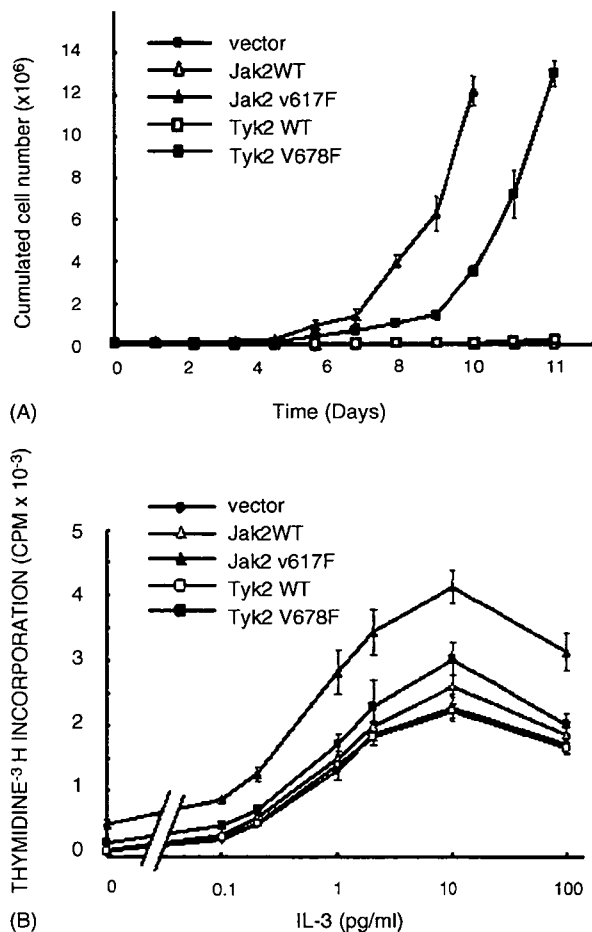 14
12
10
8
6
4
2
0
Cumulated cell number (x10⁶)
vector
Jak2WT
Jak2 v617F
Tyk2 WT
Tyk2 V678F
0 2 4 6 8 10 11
Time (Days)
(A)
THYMIDINE-³ H INCORPORATION (CPM x 10⁻³)
5
4
3
2
1
0
vector
Jak2WT
Jak2 v617F
Tyk2 WT
Tyk2 V678F
0 0.1 1 10 100
IL-3 (pg/ml)
(B)